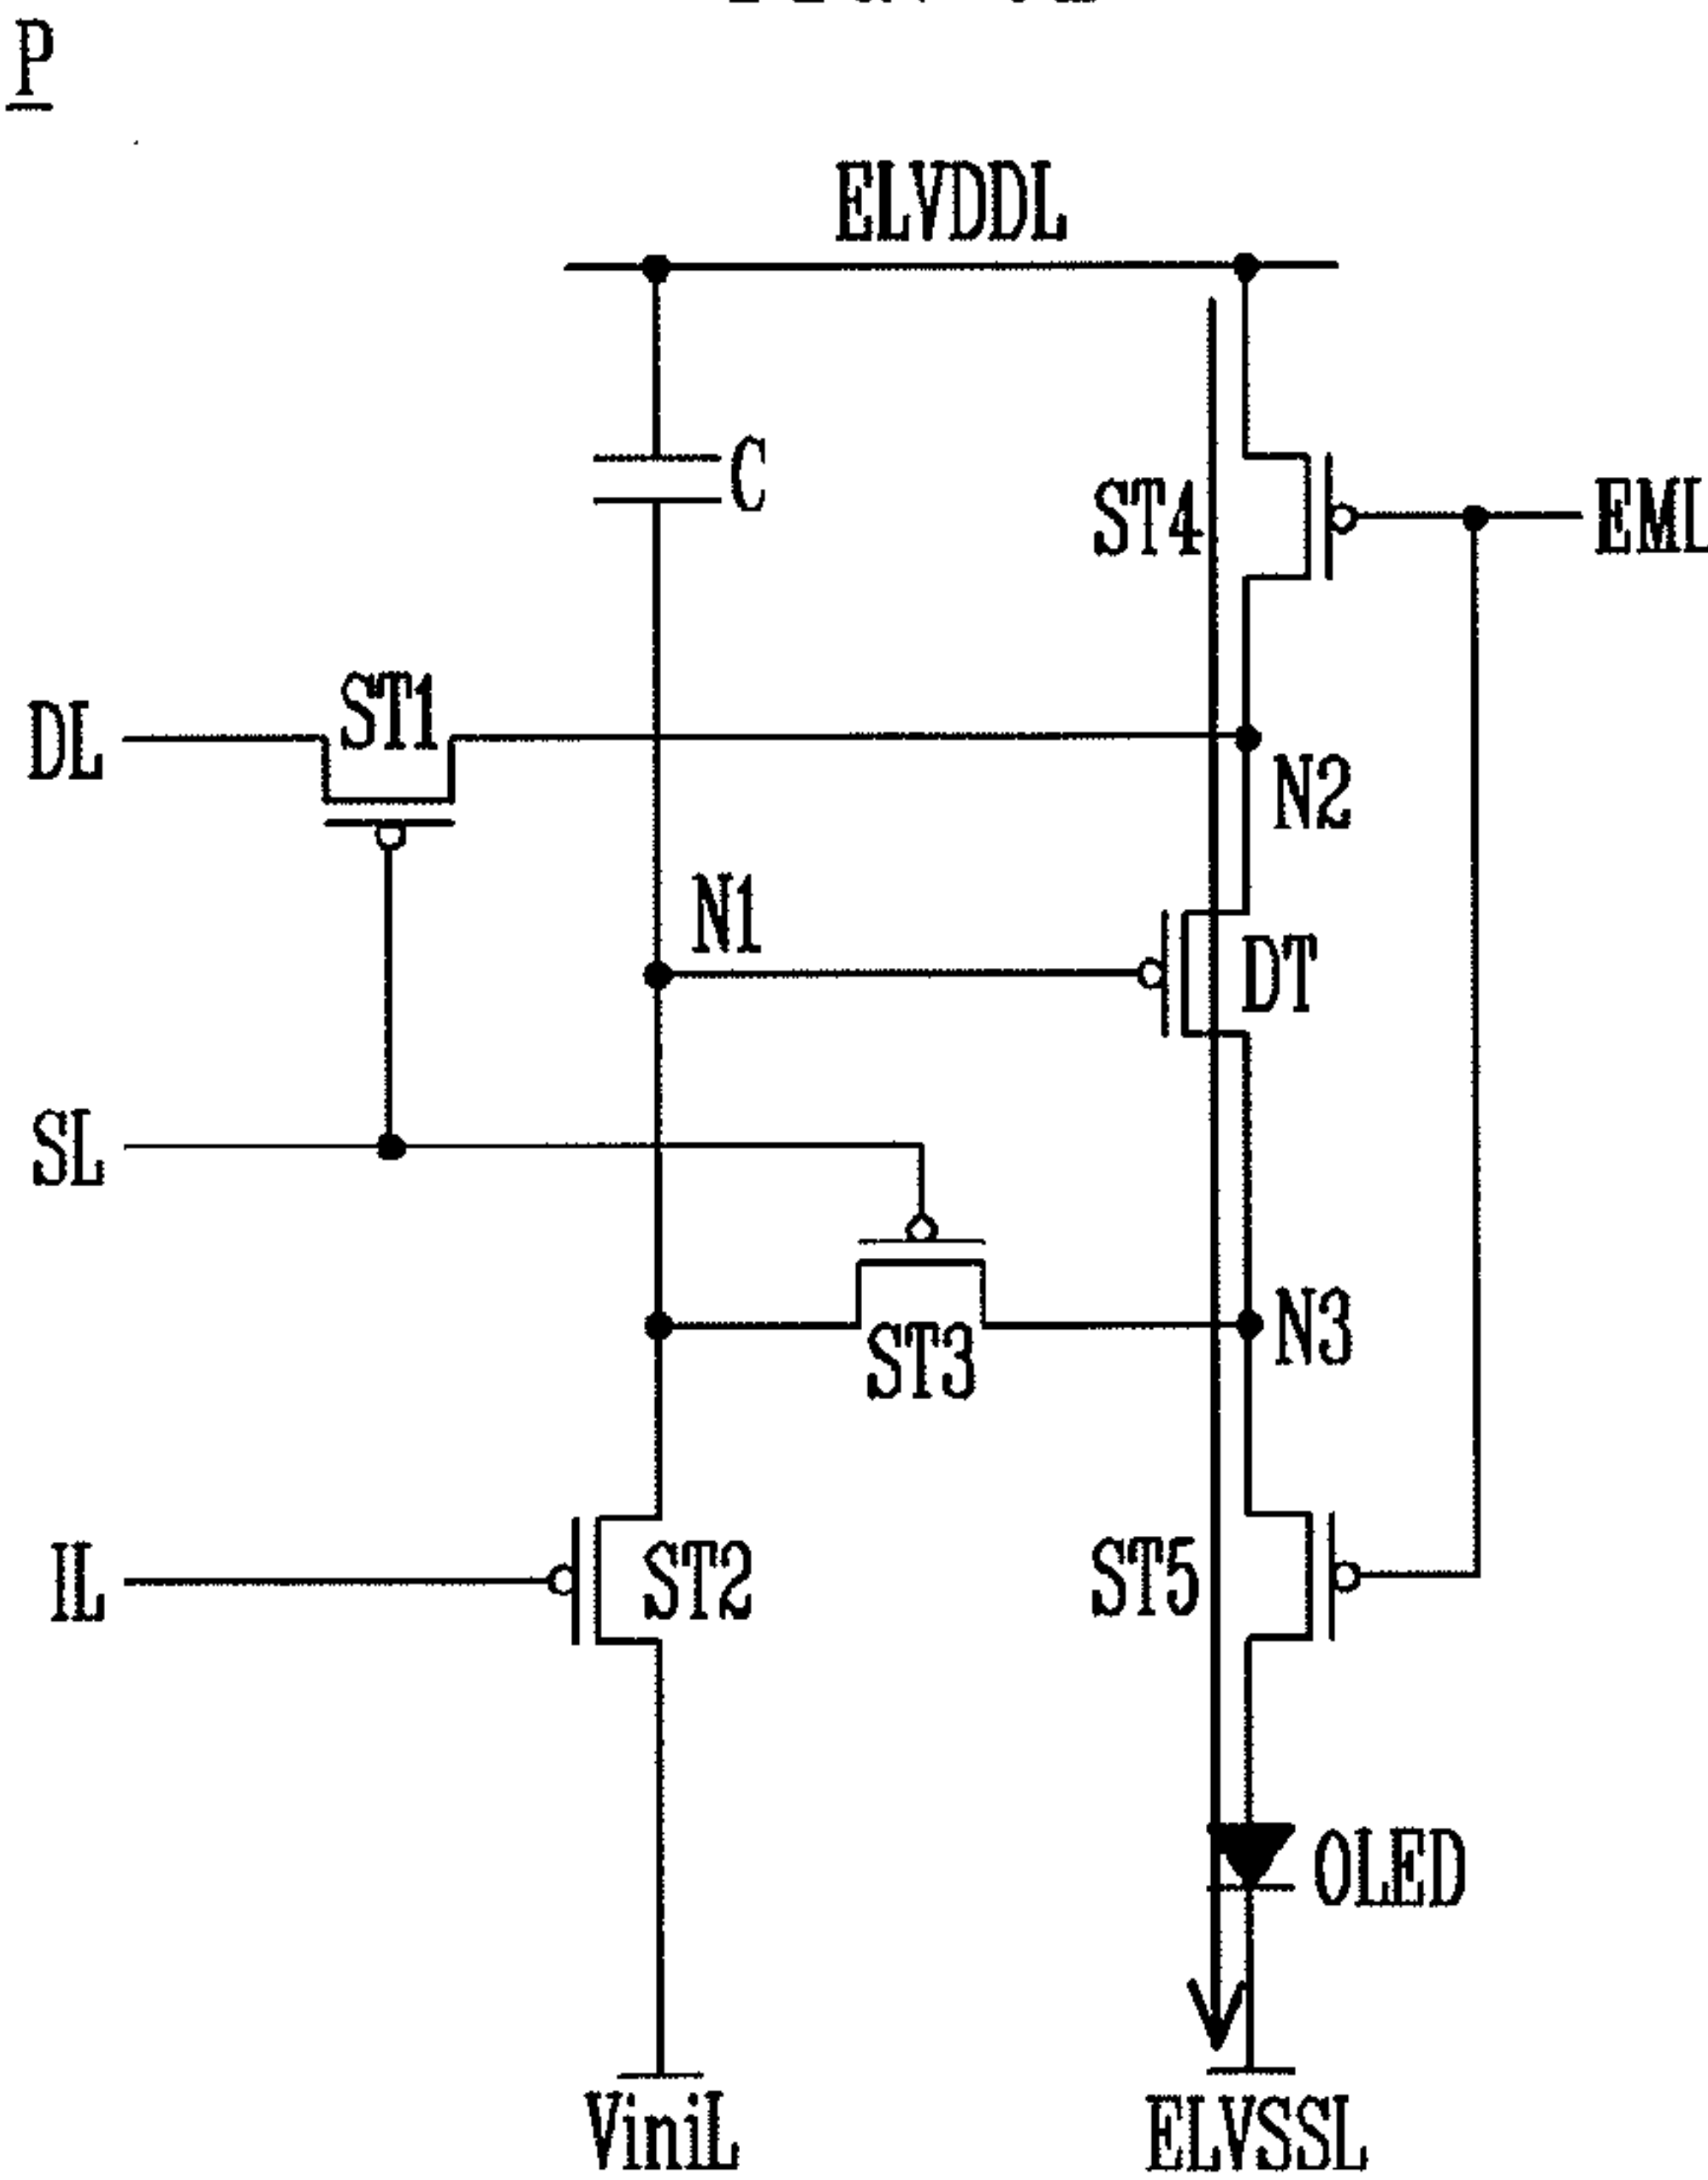 P
ELVDDL
C
ST4
EML
DL
ST1
N2
N1
DT
SL
N3
ST3
IL
ST2
ST5
OLED
ViniL
ELVSSL